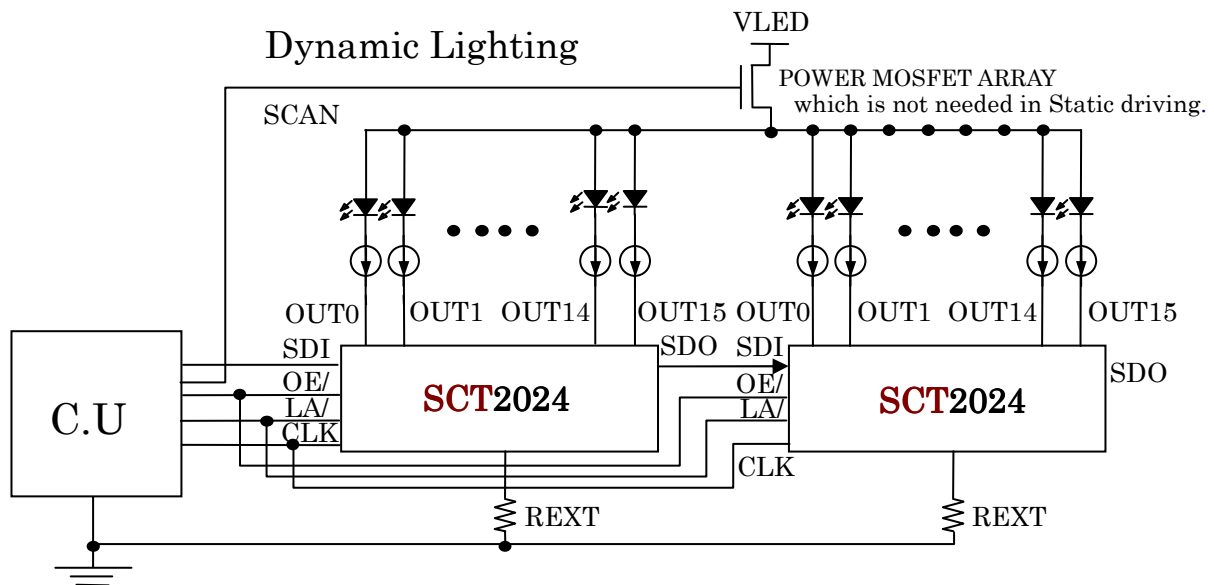 VLED
Dynamic Lighting
POWER MOSFET ARRAY
which is not needed in Static driving.
SCAN
OUT0 OUT1 OUT14 OUT15 OUT0 OUT1 OUT14 OUT15
SDI SDO SDI
OE/ OE/ SDO
C.U LA/ SCT2024 LA/ SCT2024
CLK CLK
REXT REXT